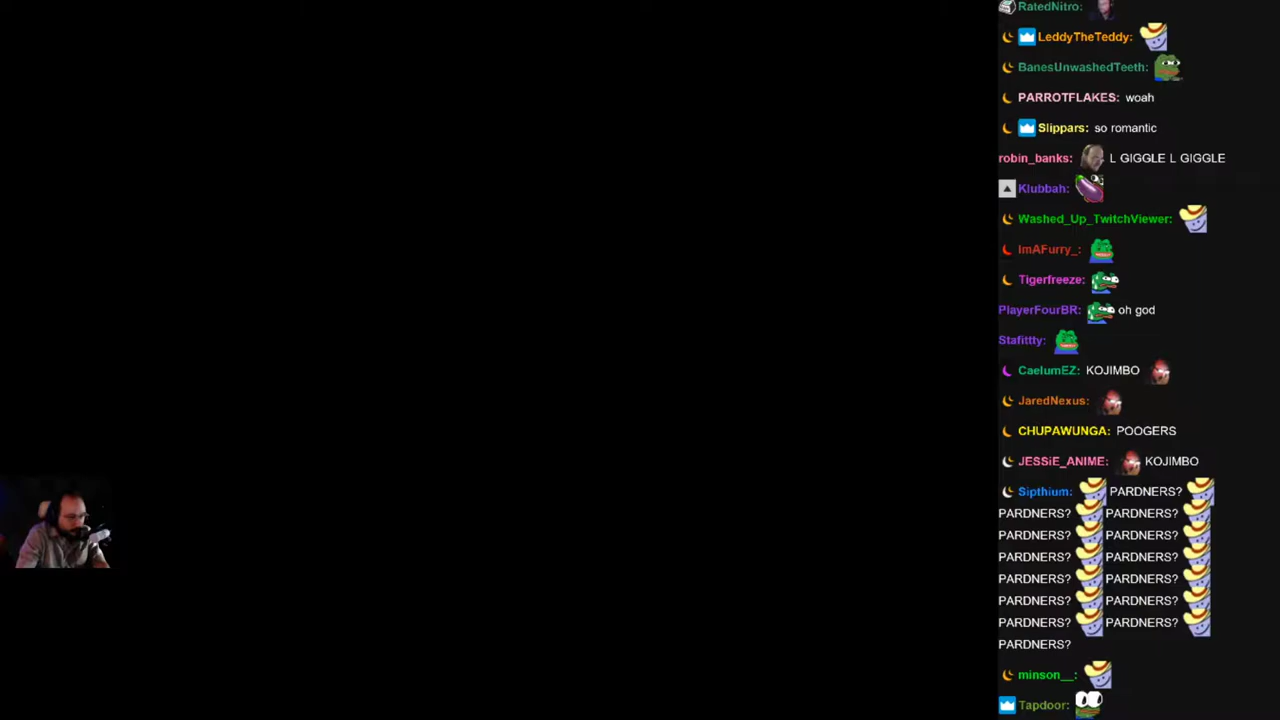 RatedNitro:
LeddyTheTeddy:
BanesUnwashedTeeth:
PARROTFLAKES: woah
Slippars: so romantic
robin_banks: L GIGGLE L GIGGLE
Klubbah:
Washed_Up_TwitchViewer:
ImAFurry_:
Tigerfreeze:
PlayerFourBR: oh god
Stafittty:
CaelumEZ: KOJIMBO
JaredNexus:
CHUPAWUNGA: POOGERS
JESSiE_ANIME: KOJIMBO
Sipthium: PARDNERS?
PARDNERS? PARDNERS?
PARDNERS? PARDNERS?
PARDNERS? PARDNERS?
PARDNERS? PARDNERS?
PARDNERS? PARDNERS?
PARDNERS? PARDNERS?
PARDNERS?
minson__:
Tapdoor: